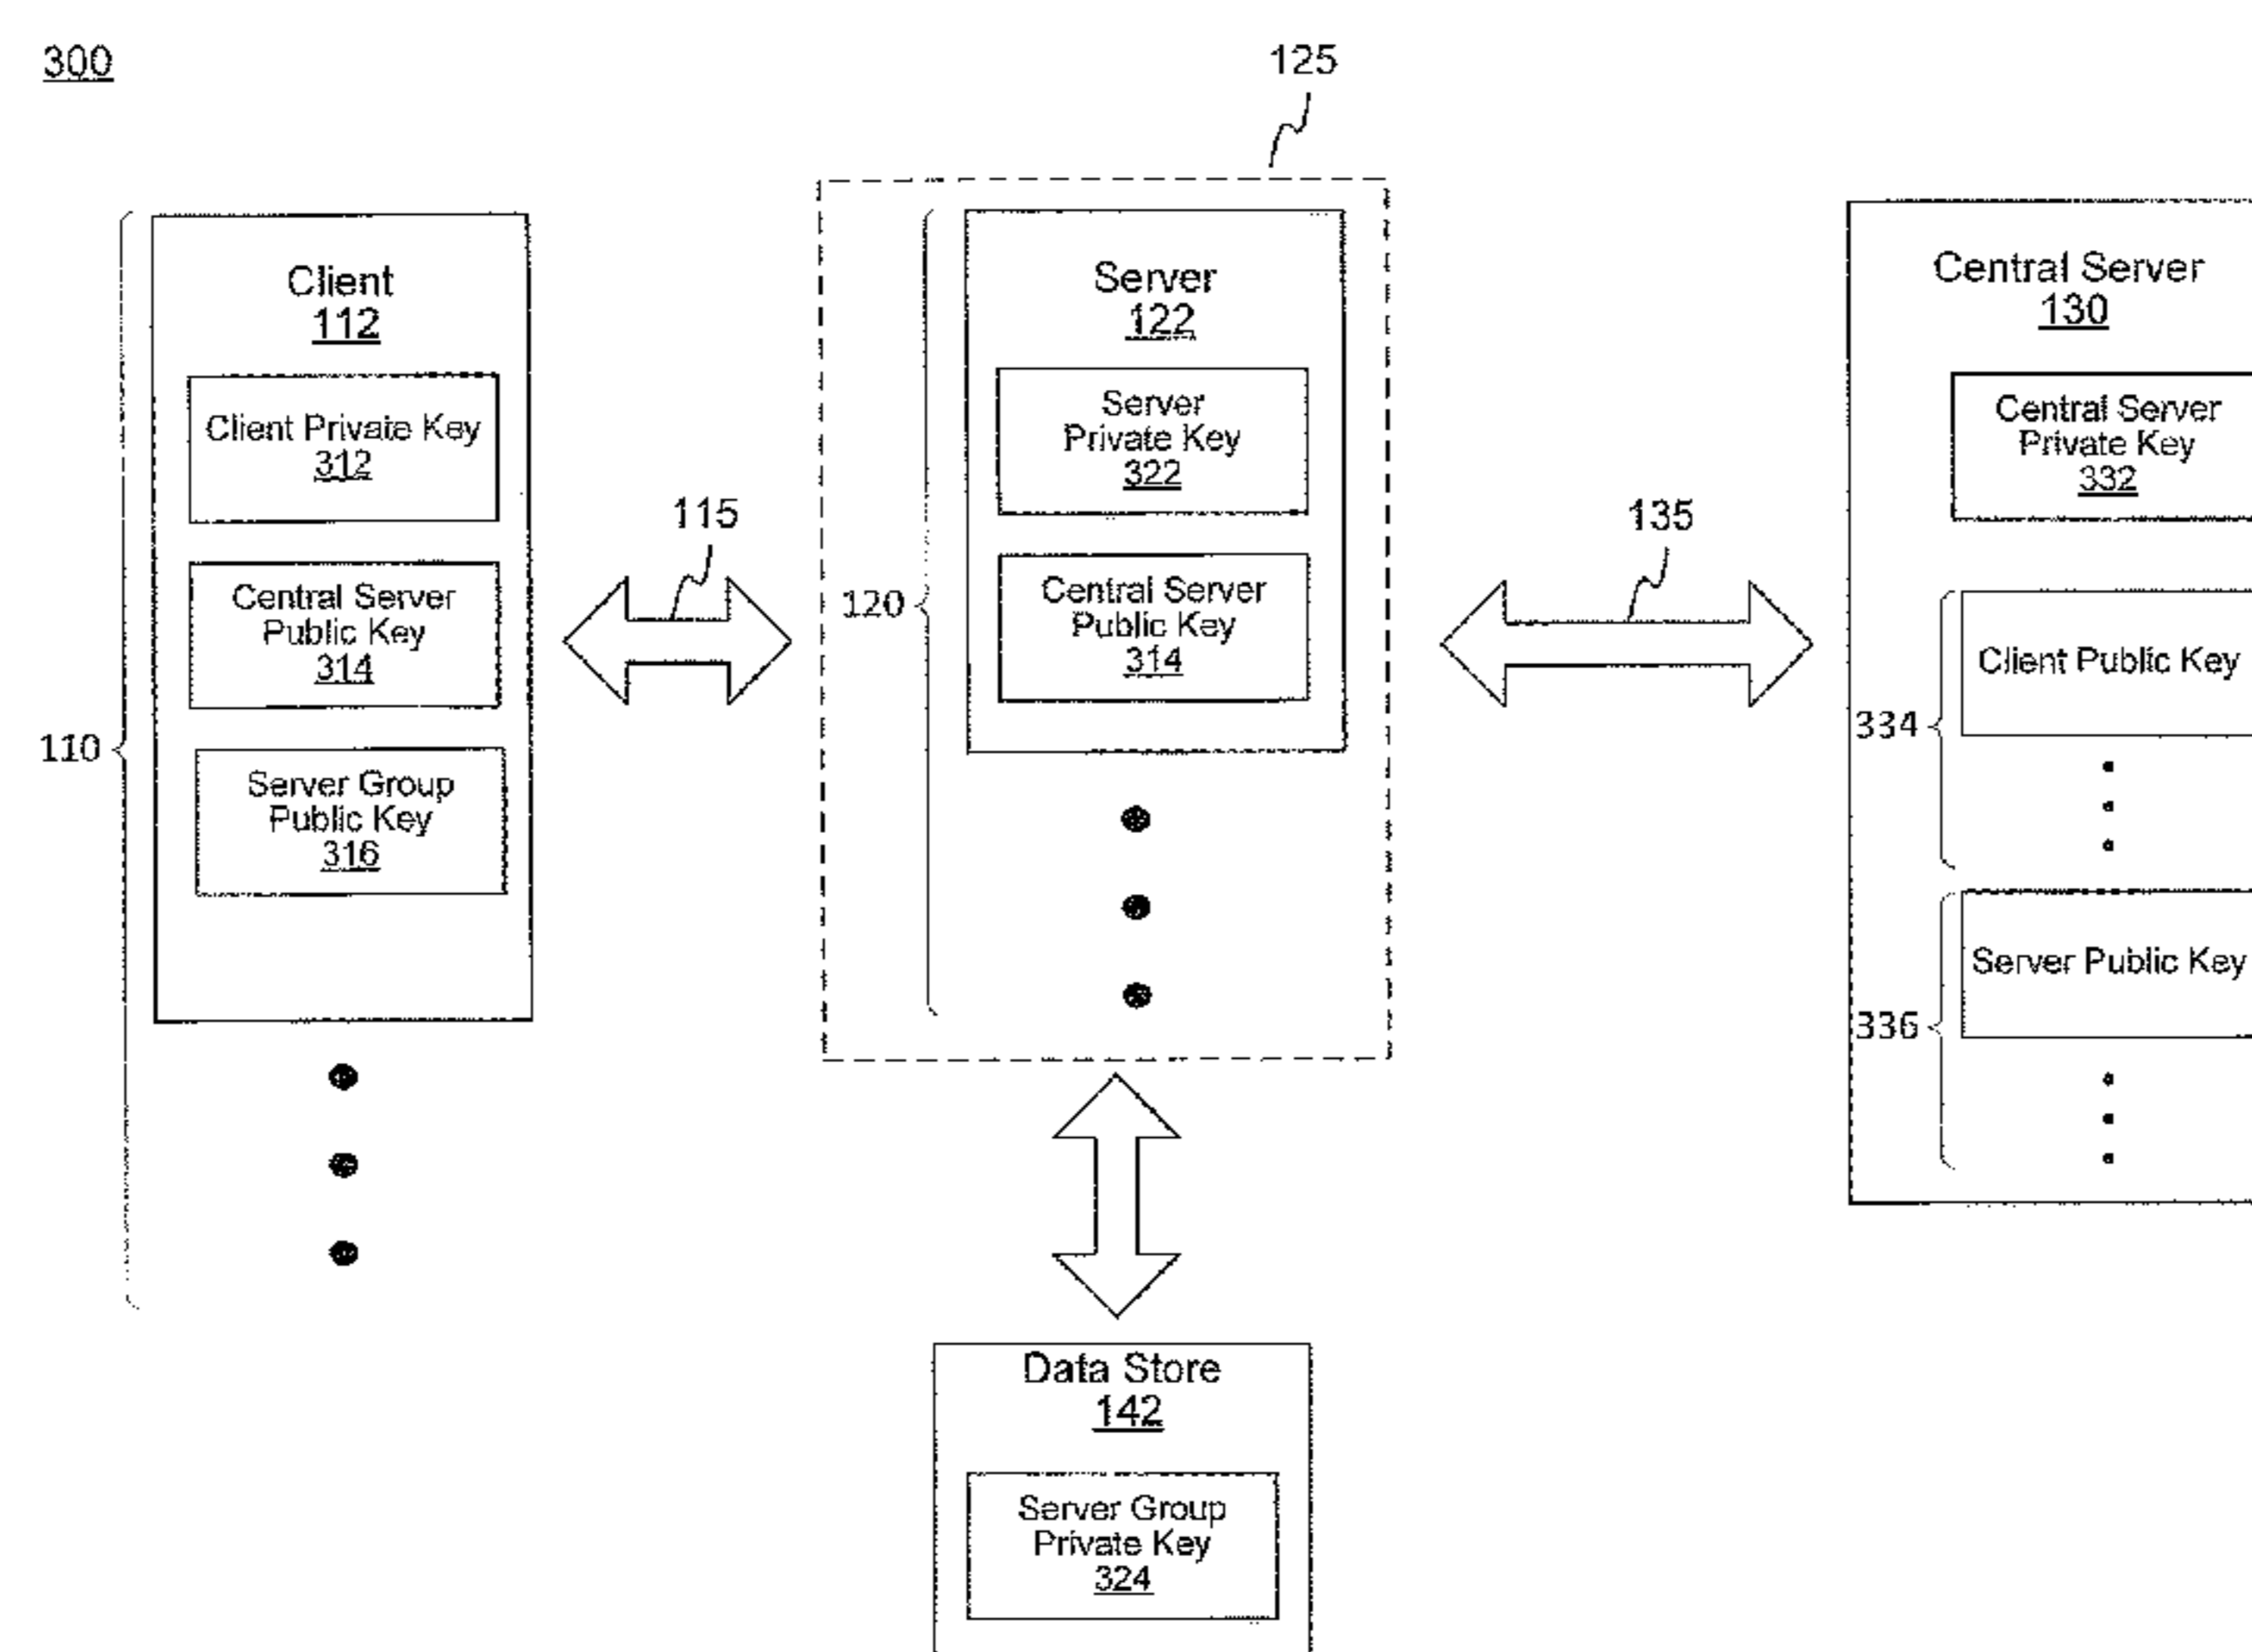 300
125
Client
112
Client Private Key
312
Central Server
Public Key
314
Server Group
Public Key
316
110
115
Server
122
Server
Private Key
322
Central Server
Public Key
314
120
135
Central Server
130
Central Server
Private Key
332
Client Public Key
334
Server Public Key
336
Data Store
142
Server Group
Private Key
324